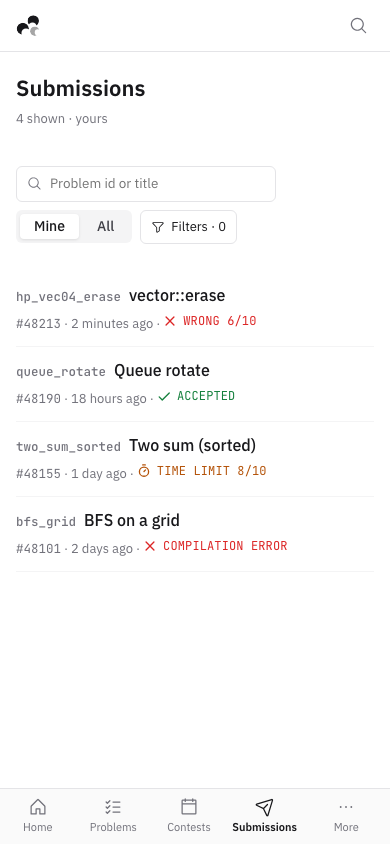 Submissions
4 shown · yours
Problem id or title
Mine All Filters · 0
hp_vec04_erase vector::erase
#48213 · 2 minutes ago · WRONG 6/10
queue_rotate Queue rotate
#48190 · 18 hours ago · ACCEPTED
two_sum_sorted Two sum (sorted)
#48155 · 1 day ago · TIME LIMIT 8/10
bfs_grid BFS on a grid
#48101 · 2 days ago · COMPILATION ERROR
Home Problems Contests Submissions More